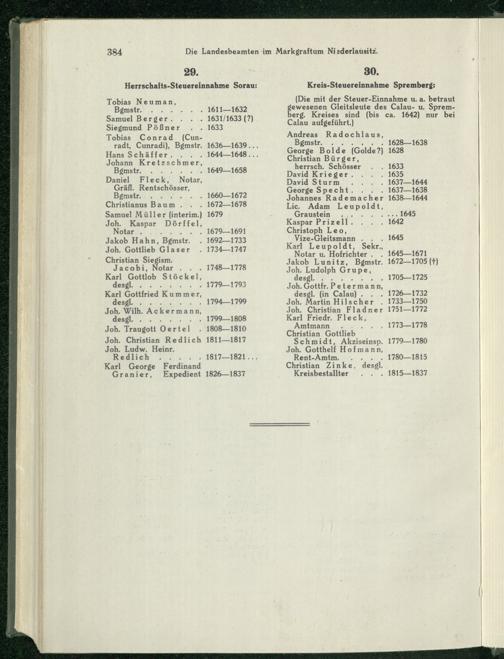 384
Die Landesbeamten im Markgraftum Niederlausitz.
29.
Herrschafts-Steuereinnahme Sorau:
Tobias Neuman,
Bgmstr. . . . . . . 1611—1632
Samuel Berger . . . . 1631/1633 (?)
Siegmund Pößner . . 1633
Tobias Conrad (Cun-
radt, Cunradi), Bgmstr. 1636—1639 . . .
Hans Schäffer . . . . 1644—1648 . . .
Johann Kretzschmer,
Bgmstr. . . . . . . 1649—1658
Daniel Fleck, Notar,
Gräfl. Rentschösser,
Bgmstr. . . . . . . 1660—1672
Christianus Baum . . . 1672—1678
Samuel Müller (interim.) 1679
Joh. Kaspar Dörffel,
Notar . . . . . . . 1679—1691
Jakob Hahn, Bgmstr. . 1692—1733
Joh. Gottlieb Glaser . 1734—1747
Christian Siegism.
Jacobi, Notar . . . 1748—1778
Karl Gottlob Stöckel,
desgl. . . . . . . . 1779—1793
Karl Gottfried Kummer,
desgl. . . . . . . . 1794—1799
Joh. Wilh. Ackermann,
desgl. . . . . . . . 1799—1808
Joh. Traugott Oertel . 1808—1810
Joh. Christian Redlich 1811—1817
Joh. Ludw. Heinr.
Redlich . . . . . 1817—1821 . . .
Karl George Ferdinand
Granier, Expedient 1826—1837
30.
Kreis-Steuereinnahme Spremberg:
(Die mit der Steuer-Einnahme u. a. betraut
gewesenen Gleitsleute des Calau- u. Sprem-
berg. Kreises sind (bis ca. 1642) nur bei
Calau aufgeführt.)
Andreas Radochlaus,
Bgmstr. . . . . . . 1628—1638
George Bolde (Golde?) 1628
Christian Bürger,
herrsch. Schösser . . 1633
David Krieger . . . . 1635
David Sturm . . . . 1637—1644
George Specht . . . . 1637—1638
Johannes Rademacher 1638—1644
Lic. Adam Leupoldt,
Graustein . . . . . . . . 1645
Kaspar Prizell . . . . 1642
Christoph Leo,
Vize-Gleitsmann . . . 1645
Karl Leupoldt, Sekr.,
Notar u. Hofrichter . . 1645—1671
Jakob Lunitz, Bgmstr. 1672—1705 (†)
Joh. Ludolph Grupe,
desgl. . . . . . . . 1705—1725
Joh. Gottfr. Petermann,
desgl. (in Calau) . . . 1726—1732
Joh. Martin Hilscher . 1733—1750
Joh. Christian Fladner 1751—1772
Karl Friedr. Fleck,
Amtmann . . . . 1773—1778
Christian Gottlieb
Schmidt, Akziseinsp. 1779—1780
Joh. Gotthelf Hofmann,
Rent-Amtm. . . . . 1780—1815
Christian Zinke, desgl.
Kreisbestallter . . . 1815—1837